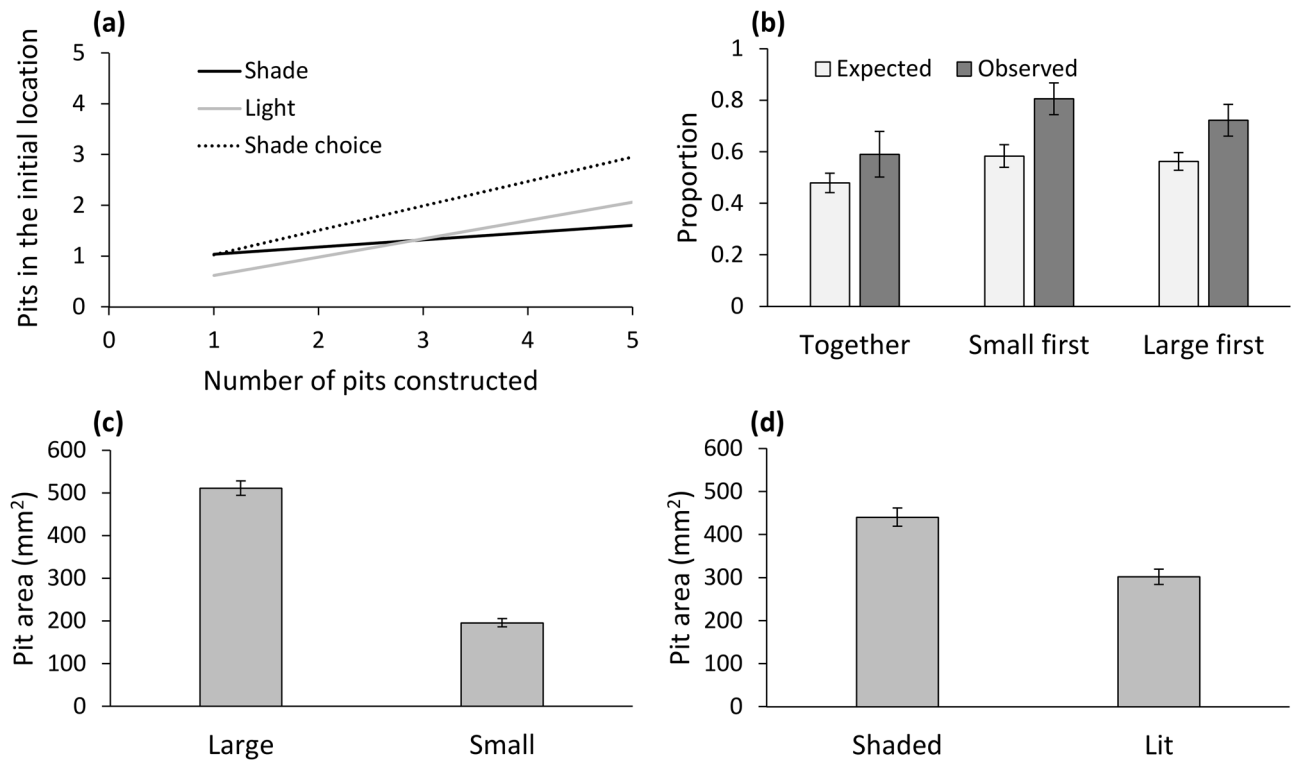 (a)
Pits in the initial location
5
4
3
2
1
0
Shade
Light
Shade choice
0 1 2 3 4 5
Number of pits constructed
(b)
Proportion
1
0.8
0.6
0.4
0.2
0
Expected Observed
Together Small first Large first
(c)
Pit area (mm²)
600
500
400
300
200
100
0
Large Small
(d)
Pit area (mm²)
600
500
400
300
200
100
0
Shaded Lit